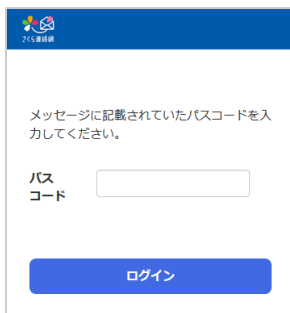 さくら連絡網
メッセージに記載されていたパスコードを入
力してください。
パス
コード
ログイン